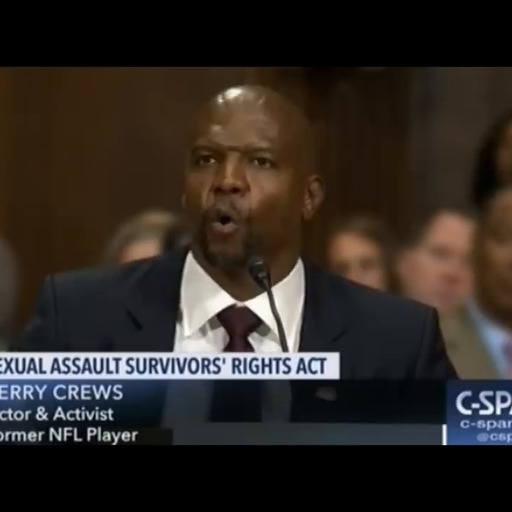 EXUAL ASSAULT SURVIVORS' RIGHTS ACT
ERRY CREWS
ctor & Activist
ormer NFL Player
C-SPA
c-span
@csp